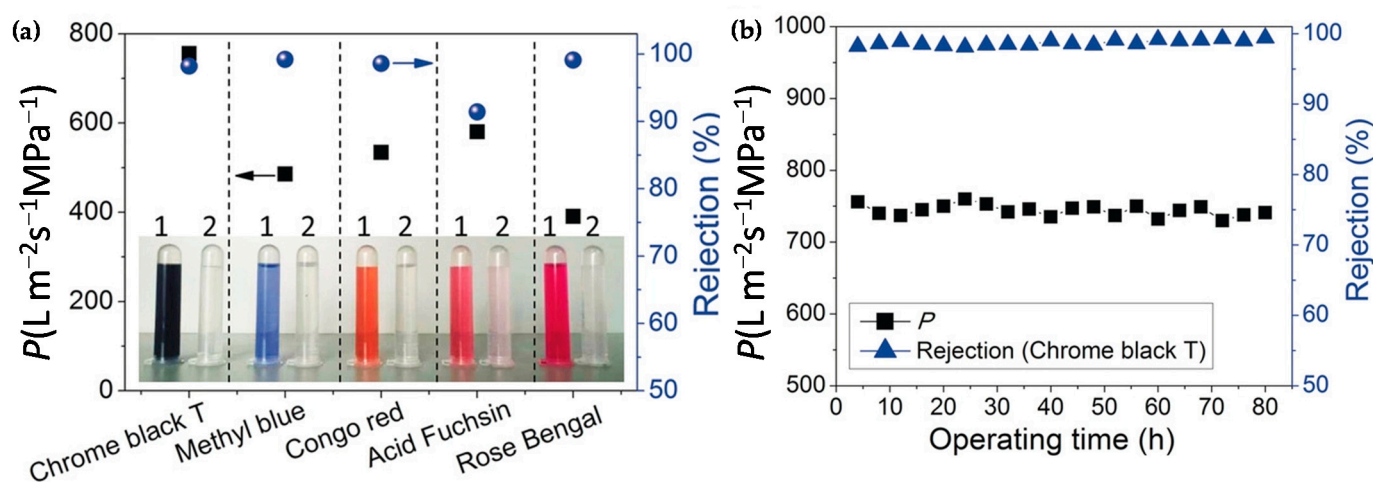 (a)
800
600
400
200
0
P(L m⁻²s⁻¹MPa⁻¹)
1 2 1 2 1 2 1 2 1 2
100
90
80
70
60
50
Rejection (%)
Chrome black T
Methyl blue
Congo red
Acid Fuchsin
Rose Bengal
(b)
1000
900
800
700
600
500
P(L m⁻²s⁻¹MPa⁻¹)
P
Rejection (Chrome black T)
100
90
80
70
60
50
Rejection (%)
0 10 20 30 40 50 60 70 80
Operating time (h)